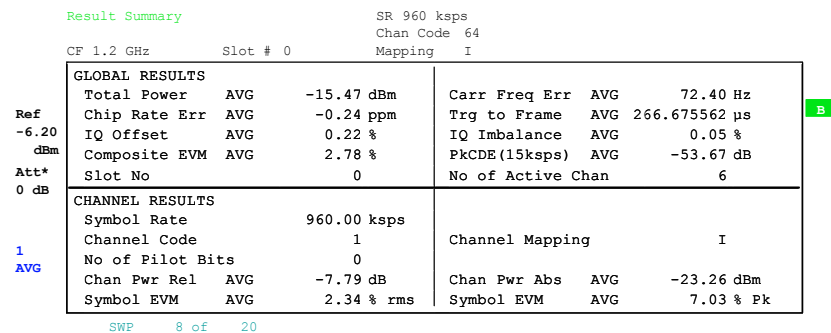 Result Summary SR 960 ksps
Chan Code 64
CF 1.2 GHz Slot # 0 Mapping I
GLOBAL RESULTS
Total Power AVG -15.47 dBm Carr Freq Err AVG 72.40 Hz
Ref Chip Rate Err AVG -0.24 ppm Trg to Frame AVG 266.675562 µs B
-6.20 IQ Offset AVG 0.22 % IQ Imbalance AVG 0.05 %
dBm Composite EVM AVG 2.78 % PkCDE(15ksps) AVG -53.67 dB
Att* Slot No 0 No of Active Chan 6
0 dB
CHANNEL RESULTS
Symbol Rate 960.00 ksps
Channel Code 1 Channel Mapping I
1 No of Pilot Bits 0
AVG Chan Pwr Rel AVG -7.79 dB Chan Pwr Abs AVG -23.26 dBm
Symbol EVM AVG 2.34 % rms Symbol EVM AVG 7.03 % Pk
SWP 8 of 20